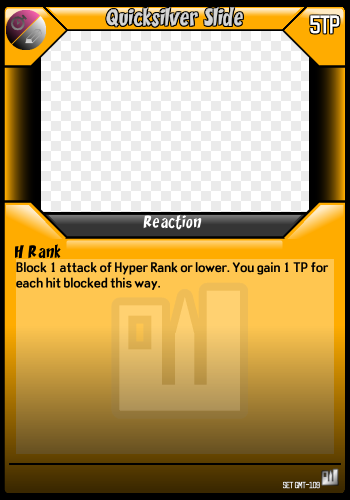 Quicksilver Slide
5TP
Reaction
H Rank
Block 1 attack of Hyper Rank or lower. You gain 1 TP for
each hit blocked this way.
SET GMT-109